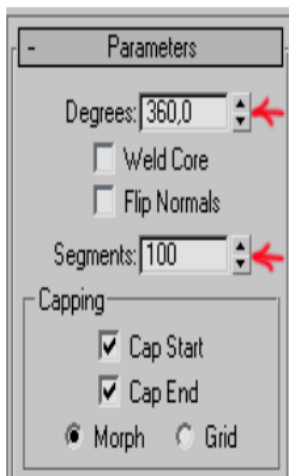 - Parameters
Degrees: 360,0
Weld Core
Flip Normals
Segments: 100
Capping
Cap Start
Cap End
Morph Grid